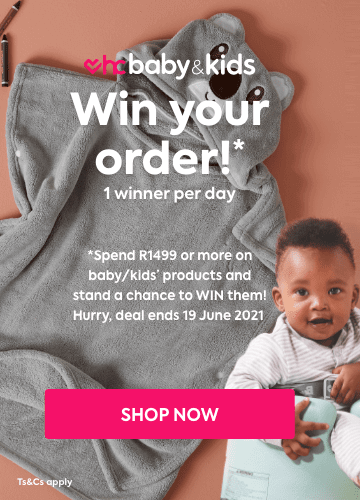 hc baby&kids
Win your
order!*
1 winner per day
*Spend R1499 or more on
baby/kids' products and
stand a chance to WIN them!
Hurry, deal ends 19 June 2021
SHOP NOW
Ts&Cs apply